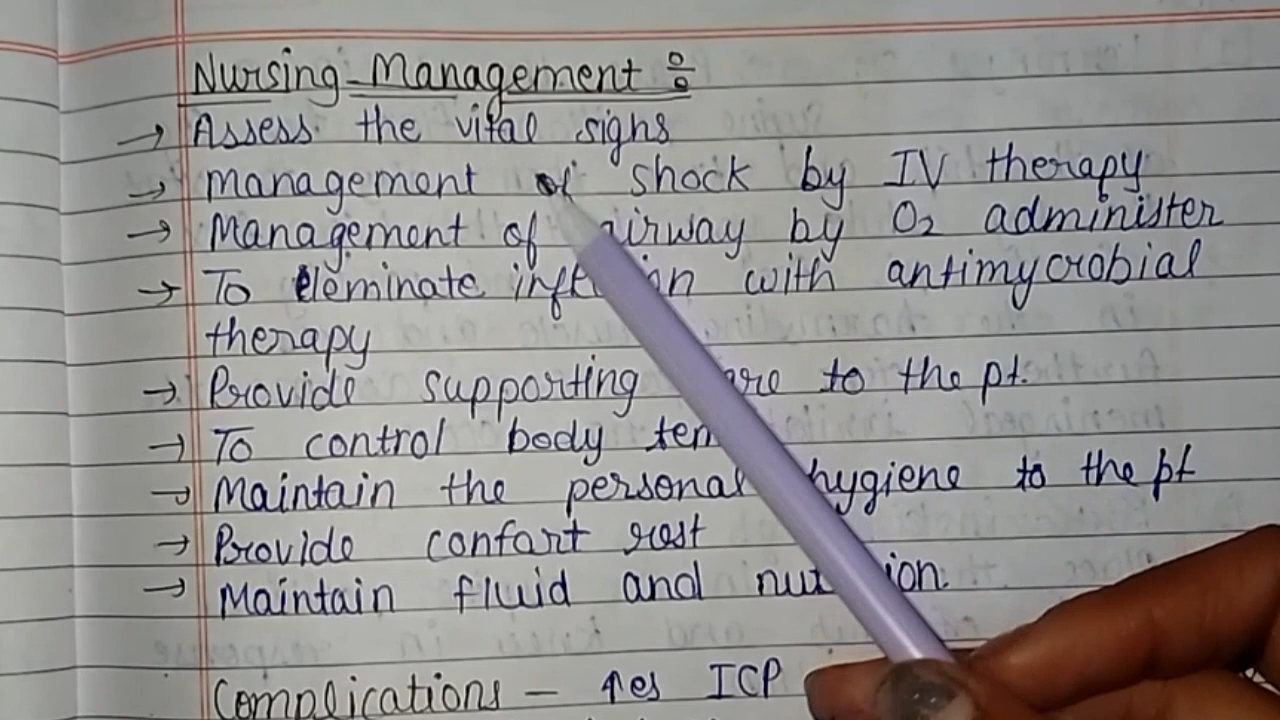 Nursing Management :
→ Assess the vital signs
→ Management of shock by IV therapy
→ Management of airway by O2 administer
→ To eleminate with antimycrobial
therapy
→ Provide supporting to the pt.
→ To control body
→ Maintain the personal hygiene to the pt
→ Provide confart rest
→ Maintain fluid and
Complications - ↑es ICP